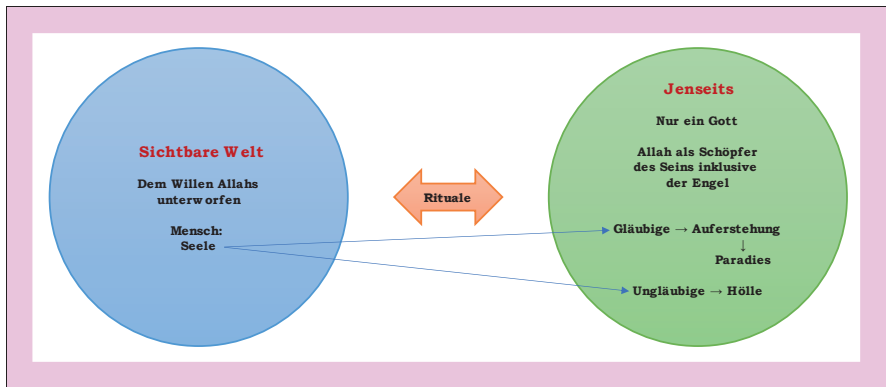 Sichtbare Welt
Dem Willen Allahs
unterworfen
Mensch:
Seele
Rituale
Jenseits
Nur ein Gott
Allah als Schöpfer
des Seins inklusive
der Engel
Gläubige → Auferstehung
↓
Paradies
Ungläubige → Hölle